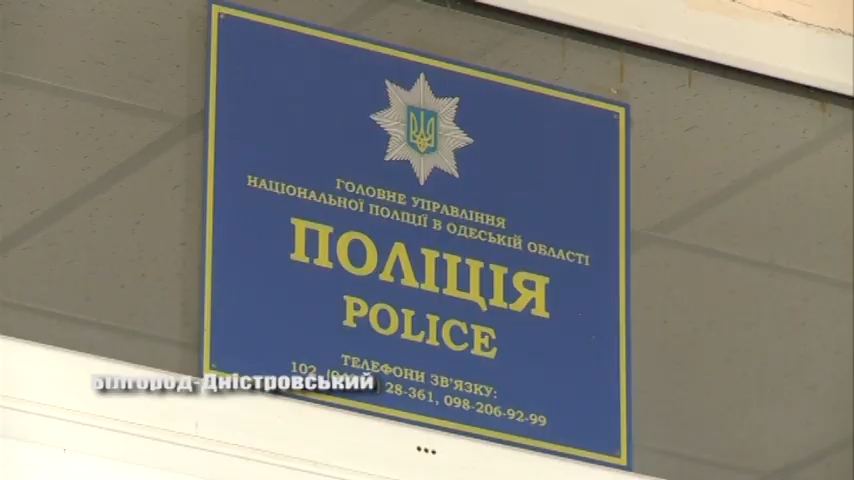 ГОЛОВНЕ УПРАВЛІННЯ
НАЦІОНАЛЬНОЇ ПОЛІЦІЇ В ОДЕСЬКІЙ ОБЛАСТІ
ПОЛІЦІЯ
POLICE
ТЕЛЕФОНИ ЗВ'ЯЗКУ:
102, 28-361, 098-206-92-99
Білгород-Дністровський